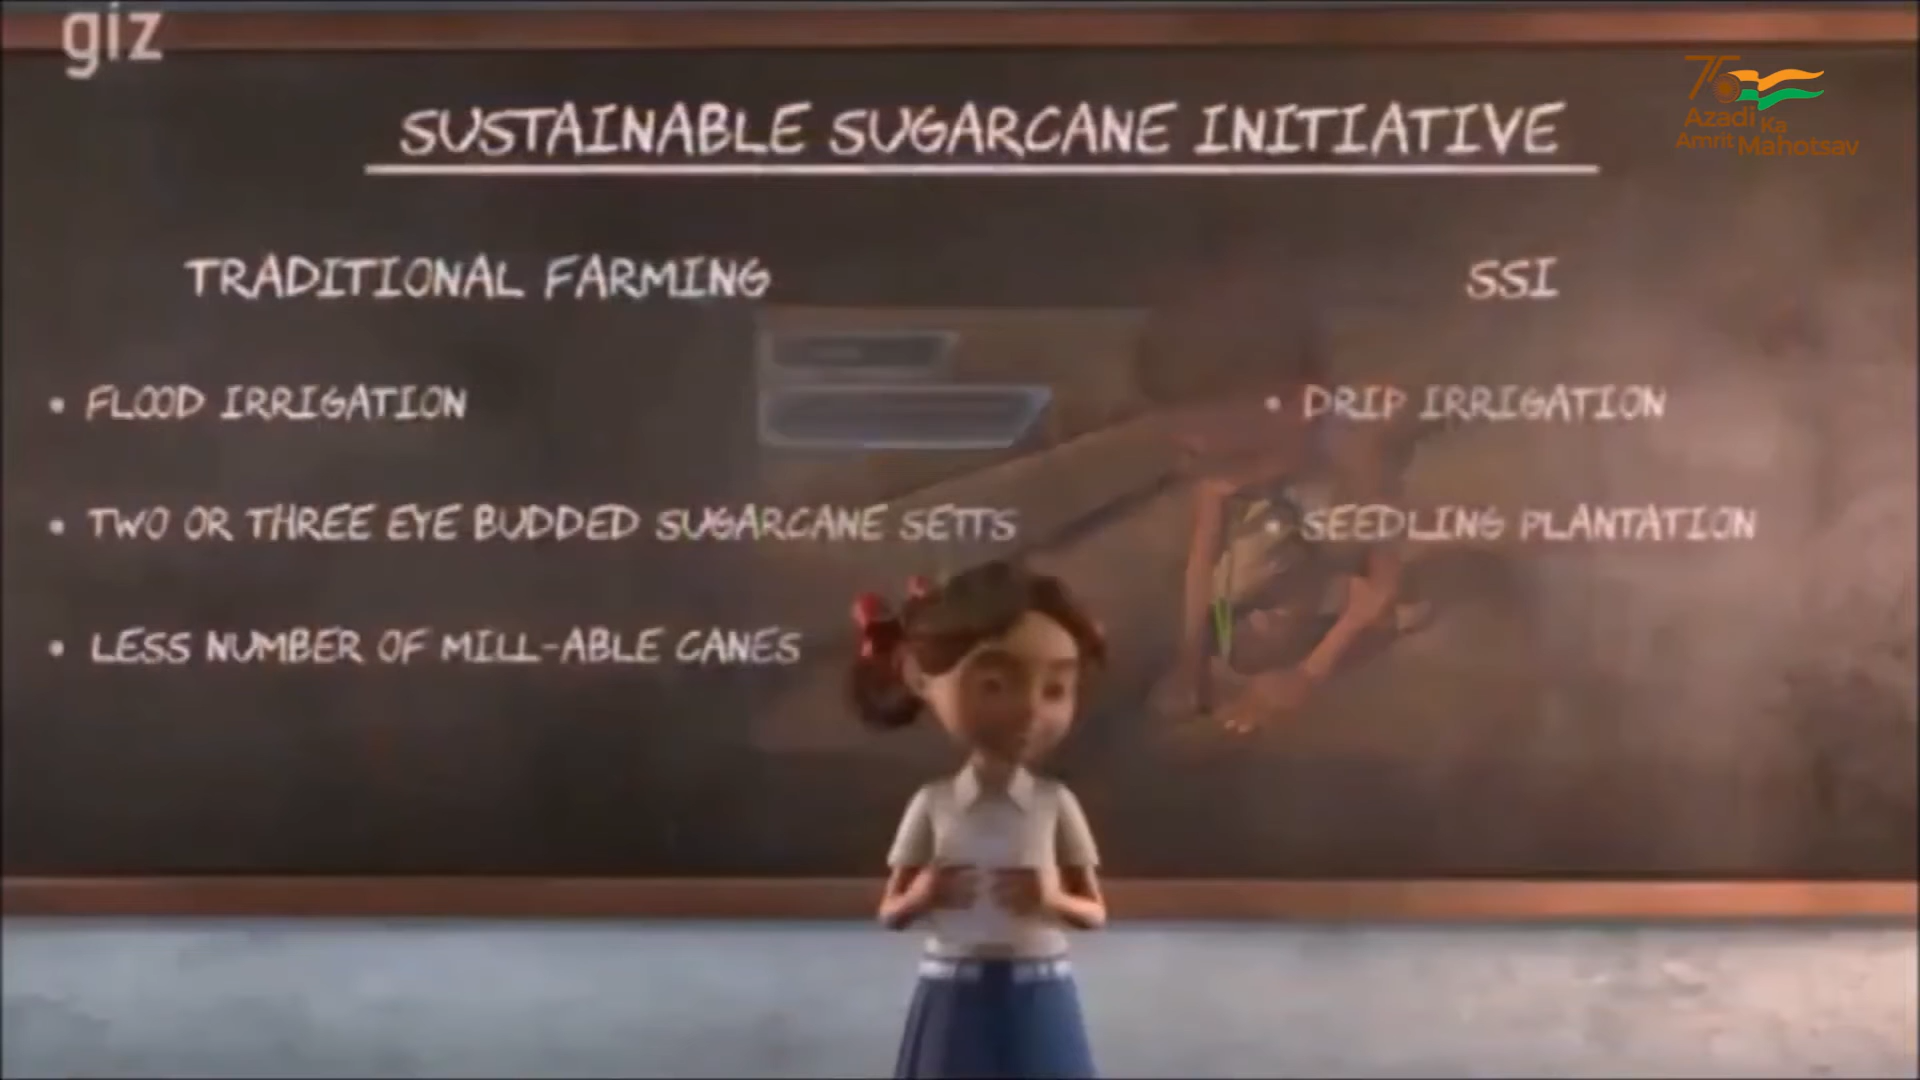 giz
75
Azadi Ka
Amrit Mahotsav
SUSTAINABLE SUGARCANE INITIATIVE
TRADITIONAL FARMING
• FLOOD IRRIGATION
• TWO OR THREE EYE BUDDED SUGARCANE SETTS
• LESS NUMBER OF MILL-ABLE CANES
SSI
• DRIP IRRIGATION
• SEEDLING PLANTATION